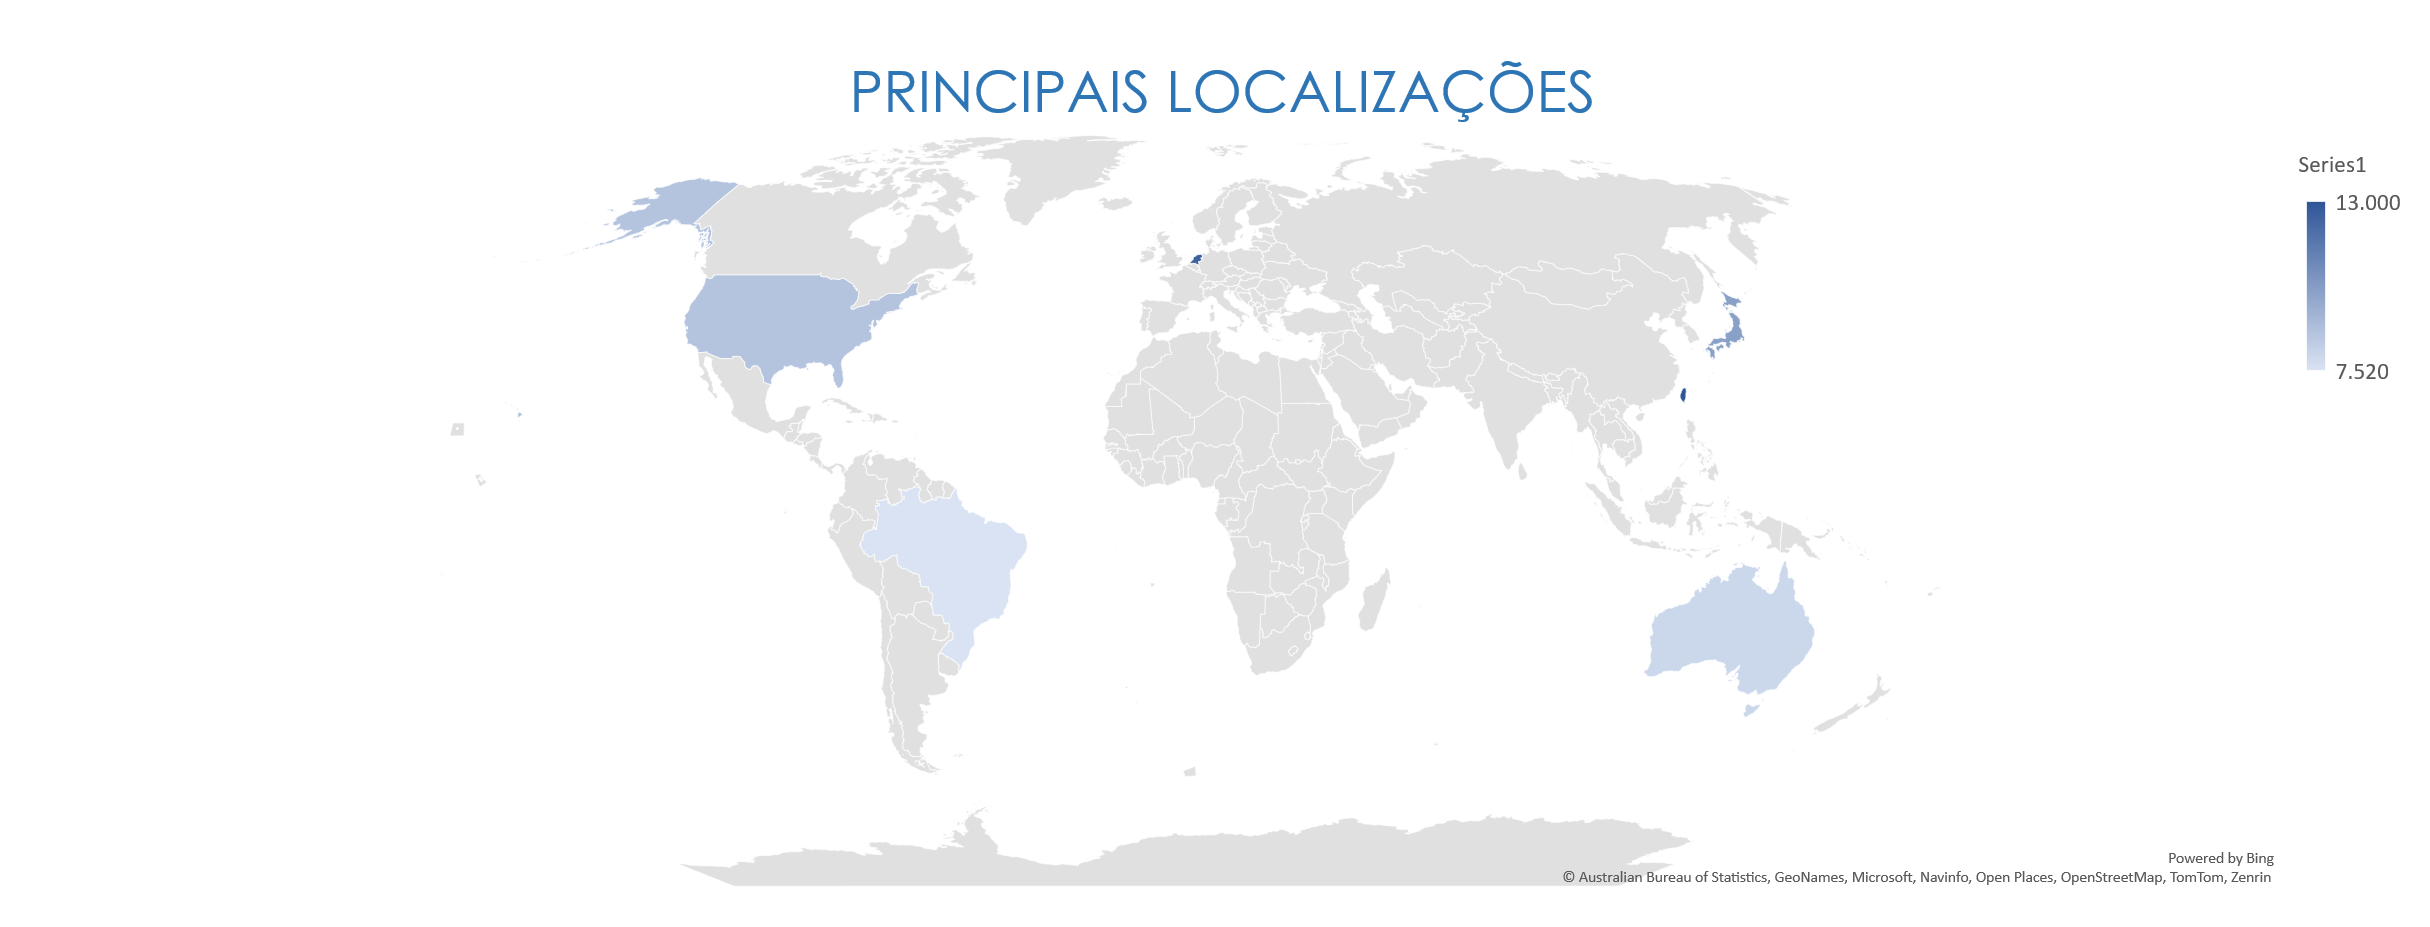 PRINCIPAIS LOCALIZAÇÕES
Series1
13.000
7.520
Powered by Bing
© Australian Bureau of Statistics, GeoNames, Microsoft, Navinfo, Open Places, OpenStreetMap, TomTom, Zenrin